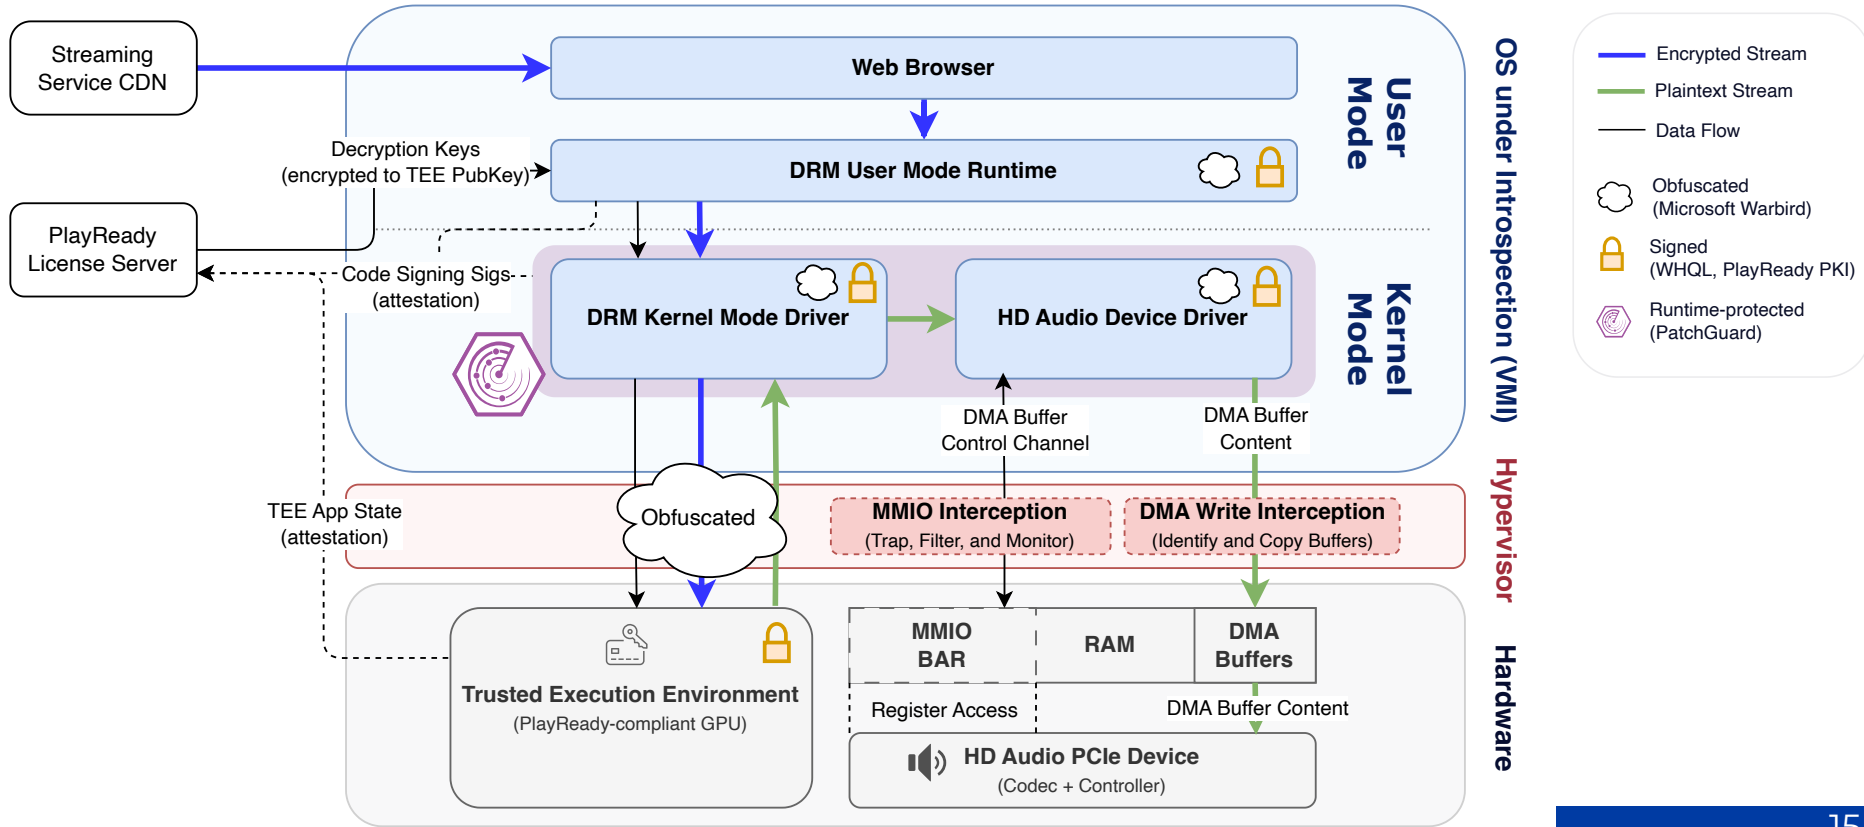 Streaming
Service CDN
Web Browser
Decryption Keys
(encrypted to TEE PubKey)
DRM User Mode Runtime
User
Mode
PlayReady
License Server
Code Signing Sigs
(attestation)
DRM Kernel Mode Driver
HD Audio Device Driver
Kernel
Mode
DMA Buffer
Control Channel
DMA Buffer
Content
OS under Introspection (VMI)
TEE App State
(attestation)
Obfuscated
MMIO Interception
(Trap, Filter, and Monitor)
DMA Write Interception
(Identify and Copy Buffers)
Hypervisor
Trusted Execution Environment
(PlayReady-compliant GPU)
MMIO
BAR
RAM
DMA
Buffers
Register Access
DMA Buffer Content
HD Audio PCIe Device
(Codec + Controller)
Hardware
Encrypted Stream
Plaintext Stream
Data Flow
Obfuscated
(Microsoft Warbird)
Signed
(WHQL, PlayReady PKI)
Runtime-protected
(PatchGuard)